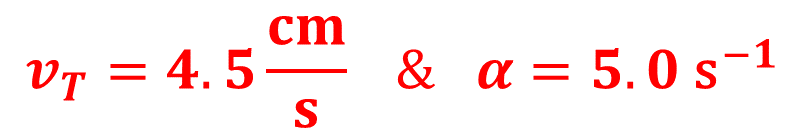 v_T = 4.5 cm/s & α = 5.0 s⁻¹